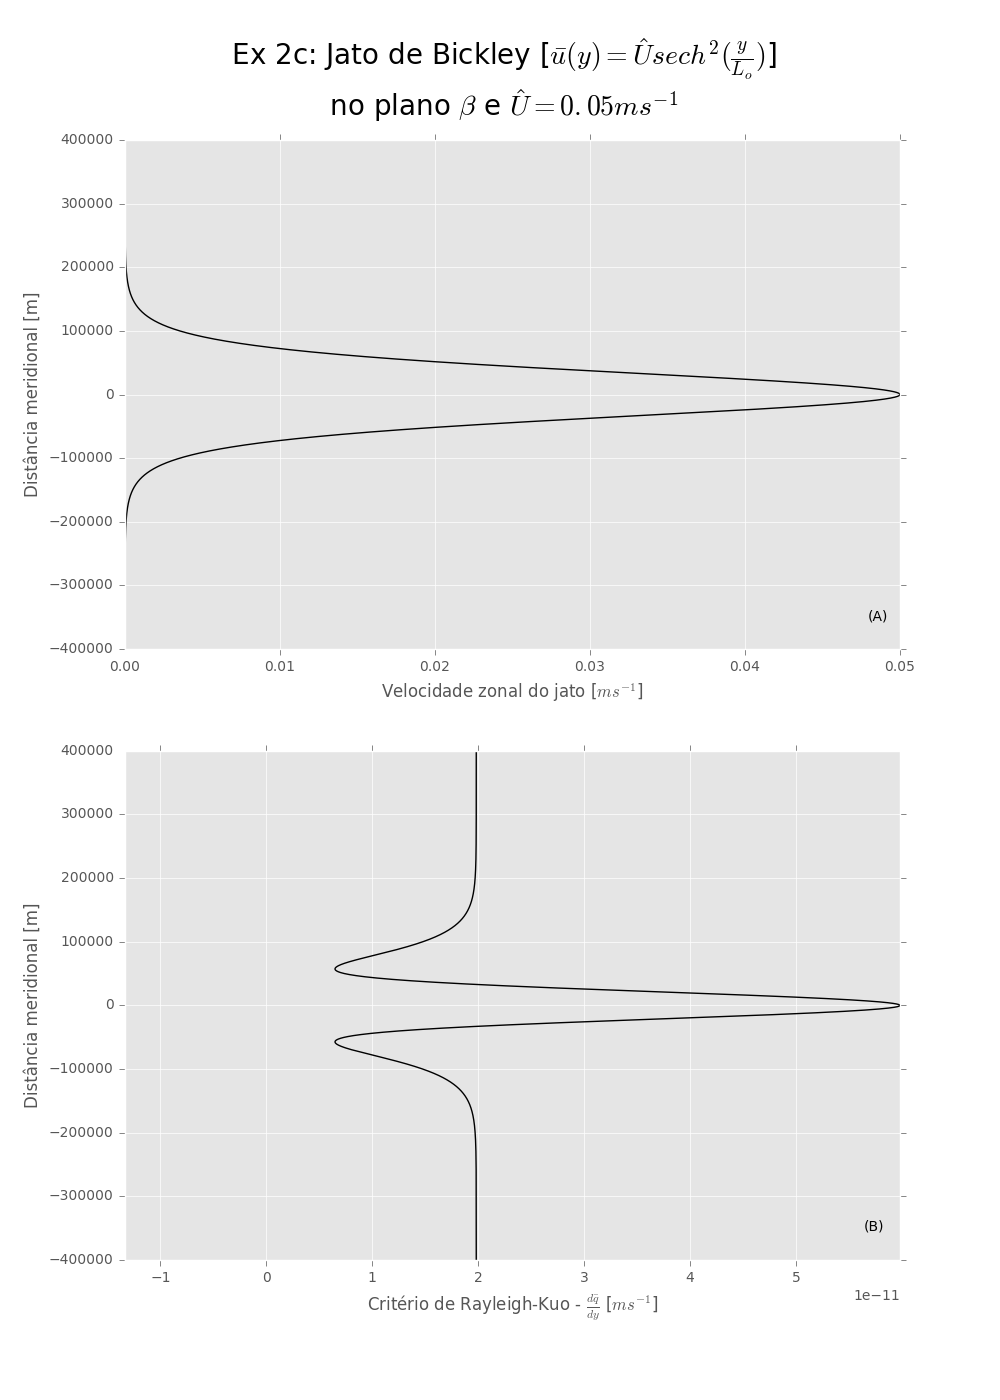 Ex 2c: Jato de Bickley [ū(y) = Ûsech²(y/Lₒ)]
no plano β e Û = 0.05ms⁻¹
400000
300000
200000
100000
0
−100000
−200000
−300000
−400000
Distância meridional [m]
(A)
0.00 0.01 0.02 0.03 0.04 0.05
Velocidade zonal do jato [ms⁻¹]
400000
300000
200000
100000
0
−100000
−200000
−300000
−400000
Distância meridional [m]
(B)
−1 0 1 2 3 4 5
1e−11
Critério de Rayleigh-Kuo - dq̄/dy [ms⁻¹]